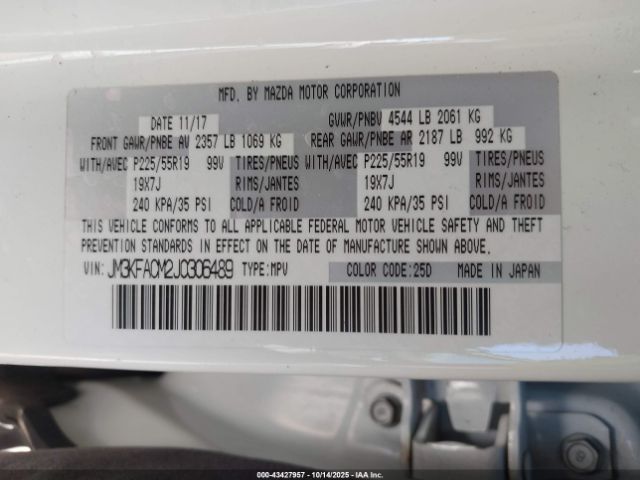 MFD. BY MAZDA MOTOR CORPORATION
DATE 11/17 GVWR/PNBV 4544 LB 2061 KG
FRONT GAWR/PNBE AV 2357 LB 1069 KG REAR GAWR/PNBE AR 2187 LB 992 KG
WITH/AVEC P225/55R19 99V TIRES/PNEUS WITH/AVEC P225/55R19 99V TIRES/PNEUS
19X7J RIMS/JANTES 19X7J RIMS/JANTES
240 KPA/35 PSI COLD/A FROID 240 KPA/35 PSI COLD/A FROID
THIS VEHICLE CONFORMS TO ALL APPLICABLE FEDERAL MOTOR VEHICLE SAFETY AND THEFT
PREVENTION STANDARDS IN EFFECT ON THE DATE OF MANUFACTURE SHOWN ABOVE.
VIN: JM3KFACM2J0306489 TYPE:MPV COLOR CODE:25D MADE IN JAPAN
000-43427957 - 10/14/2025 - IAA Inc.